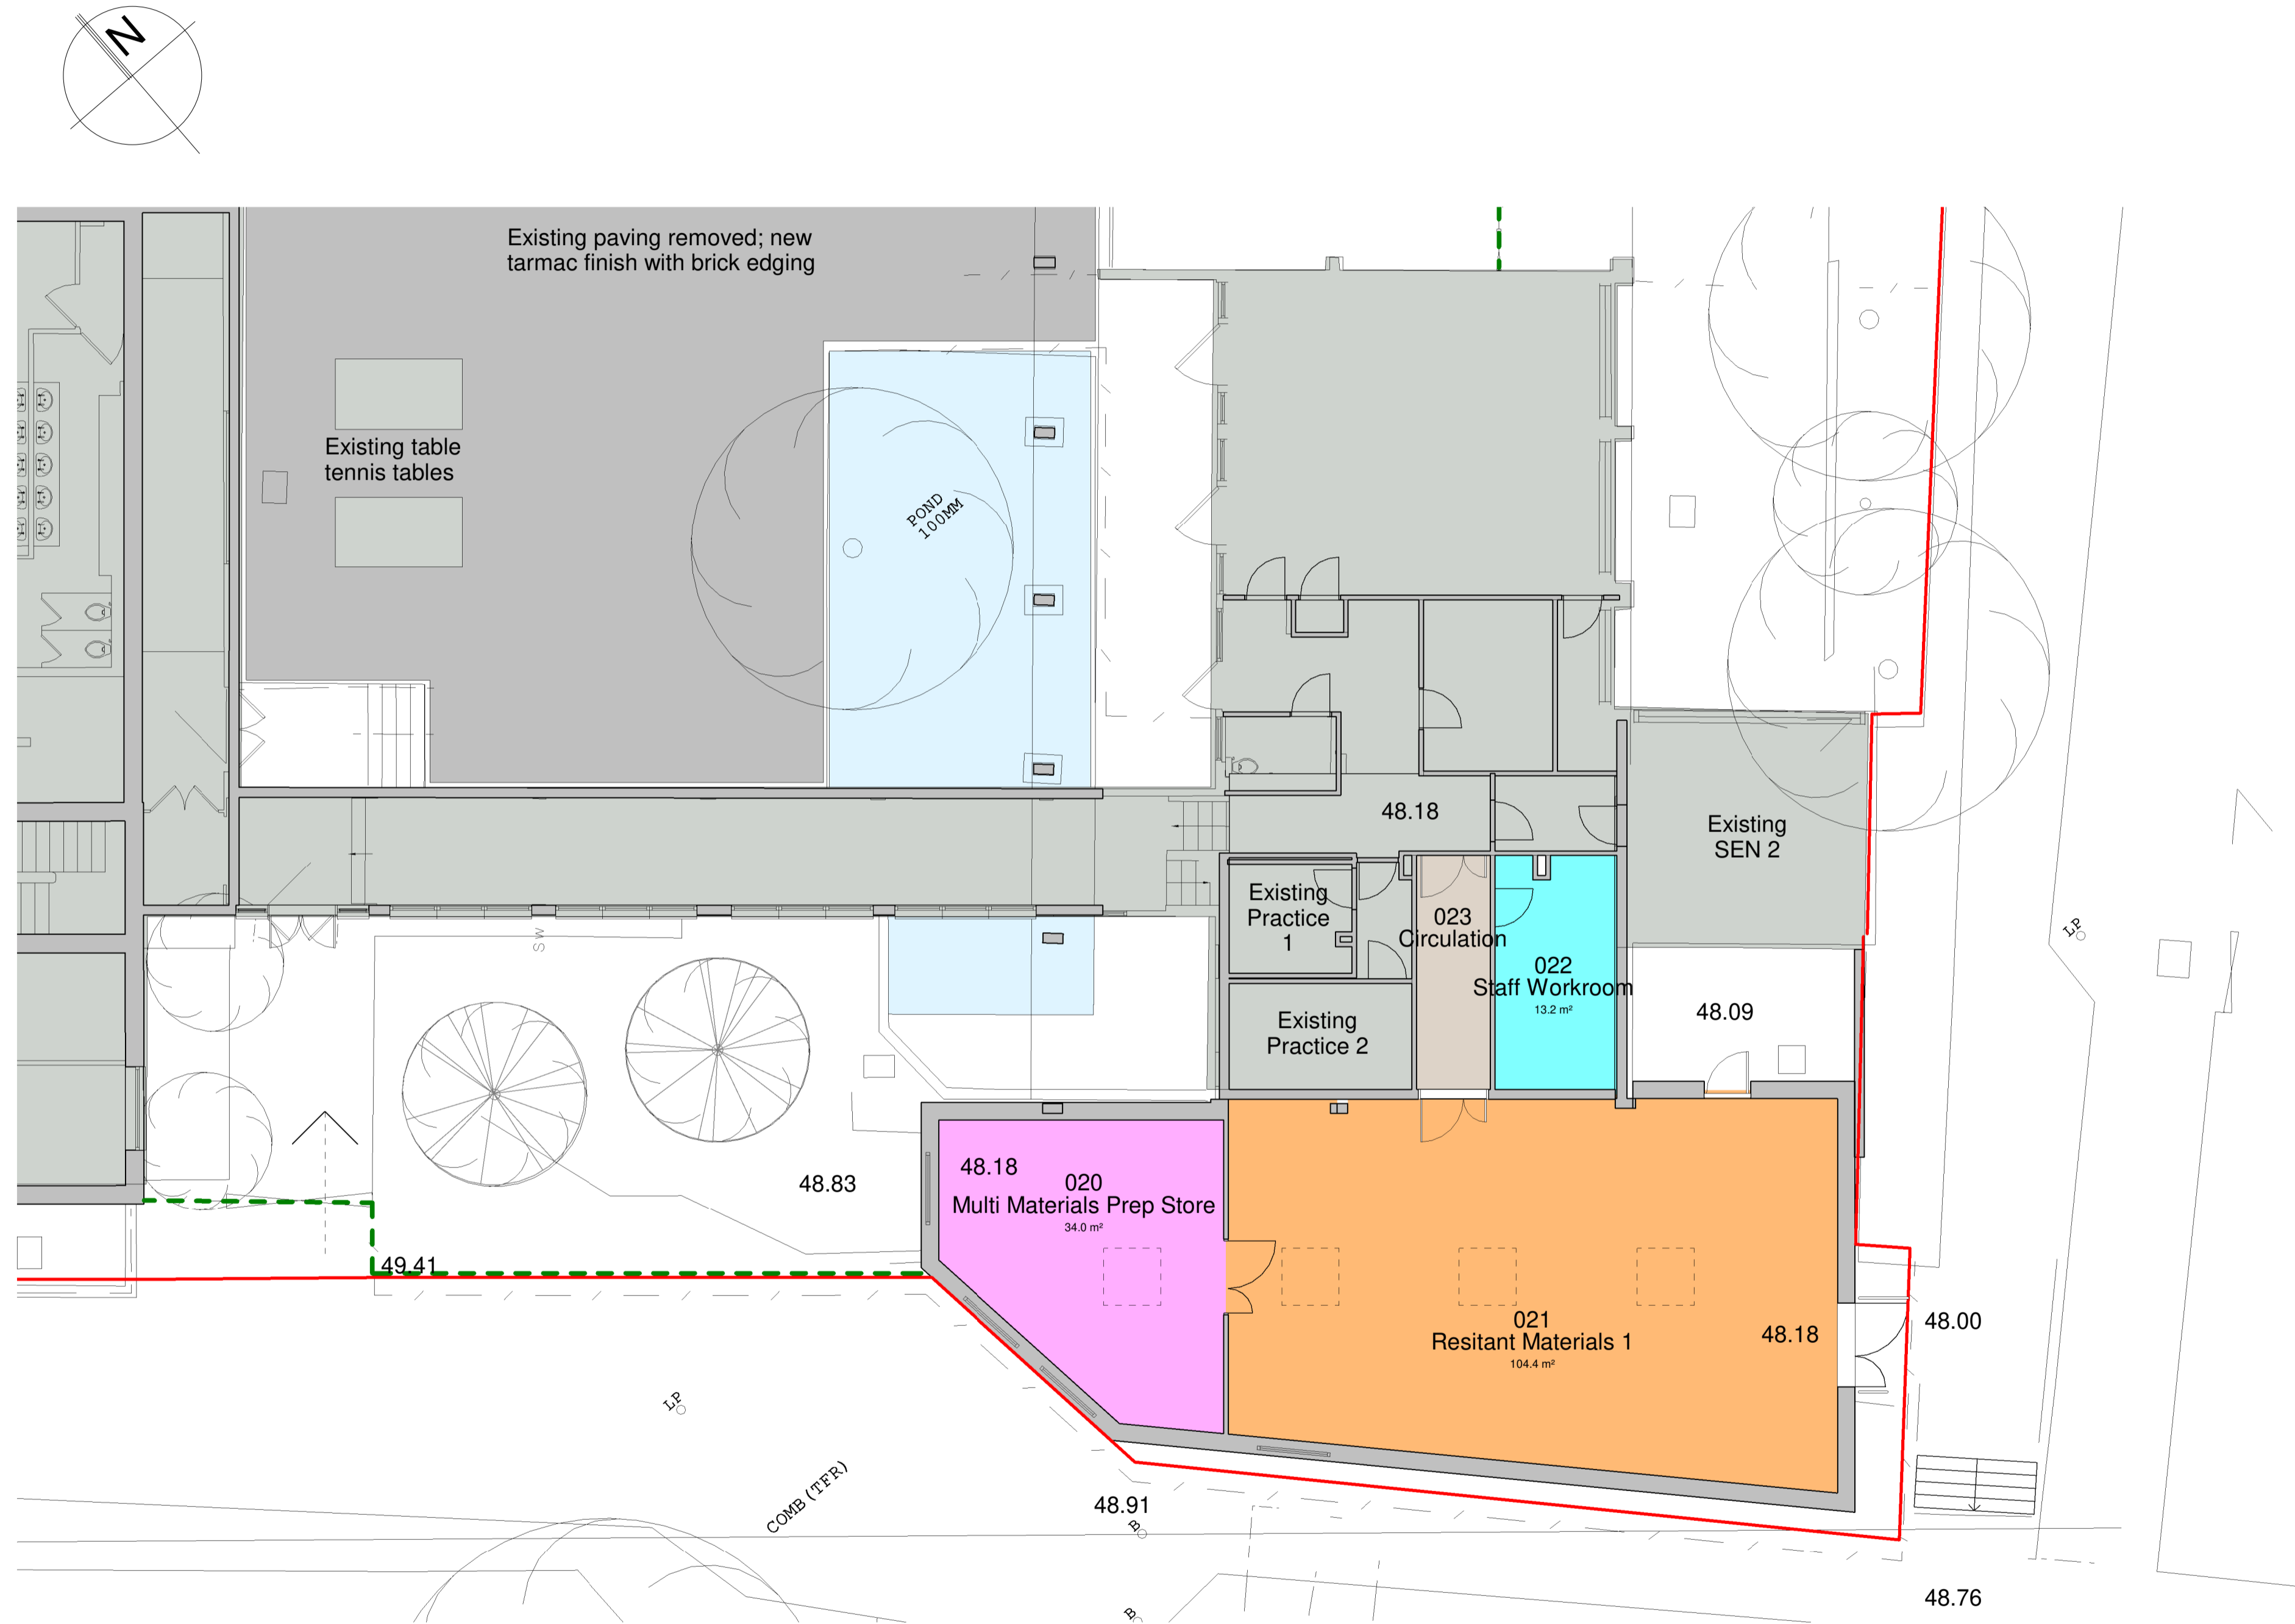 N
Existing paving removed; new
tarmac finish with brick edging
Existing table
tennis tables
POND
100MM
48.18
Existing
SEN 2
Existing
Practice
1
023
Circulation
022
Staff Workroom
13.2 m²
LP
SW
Existing
Practice 2
48.09
48.83
48.18
020
Multi Materials Prep Store
34.0 m²
49.41
021
Resitant Materials 1
104.4 m²
48.18
48.00
LP
COMB (TFR)
48.91
B
48.76
B